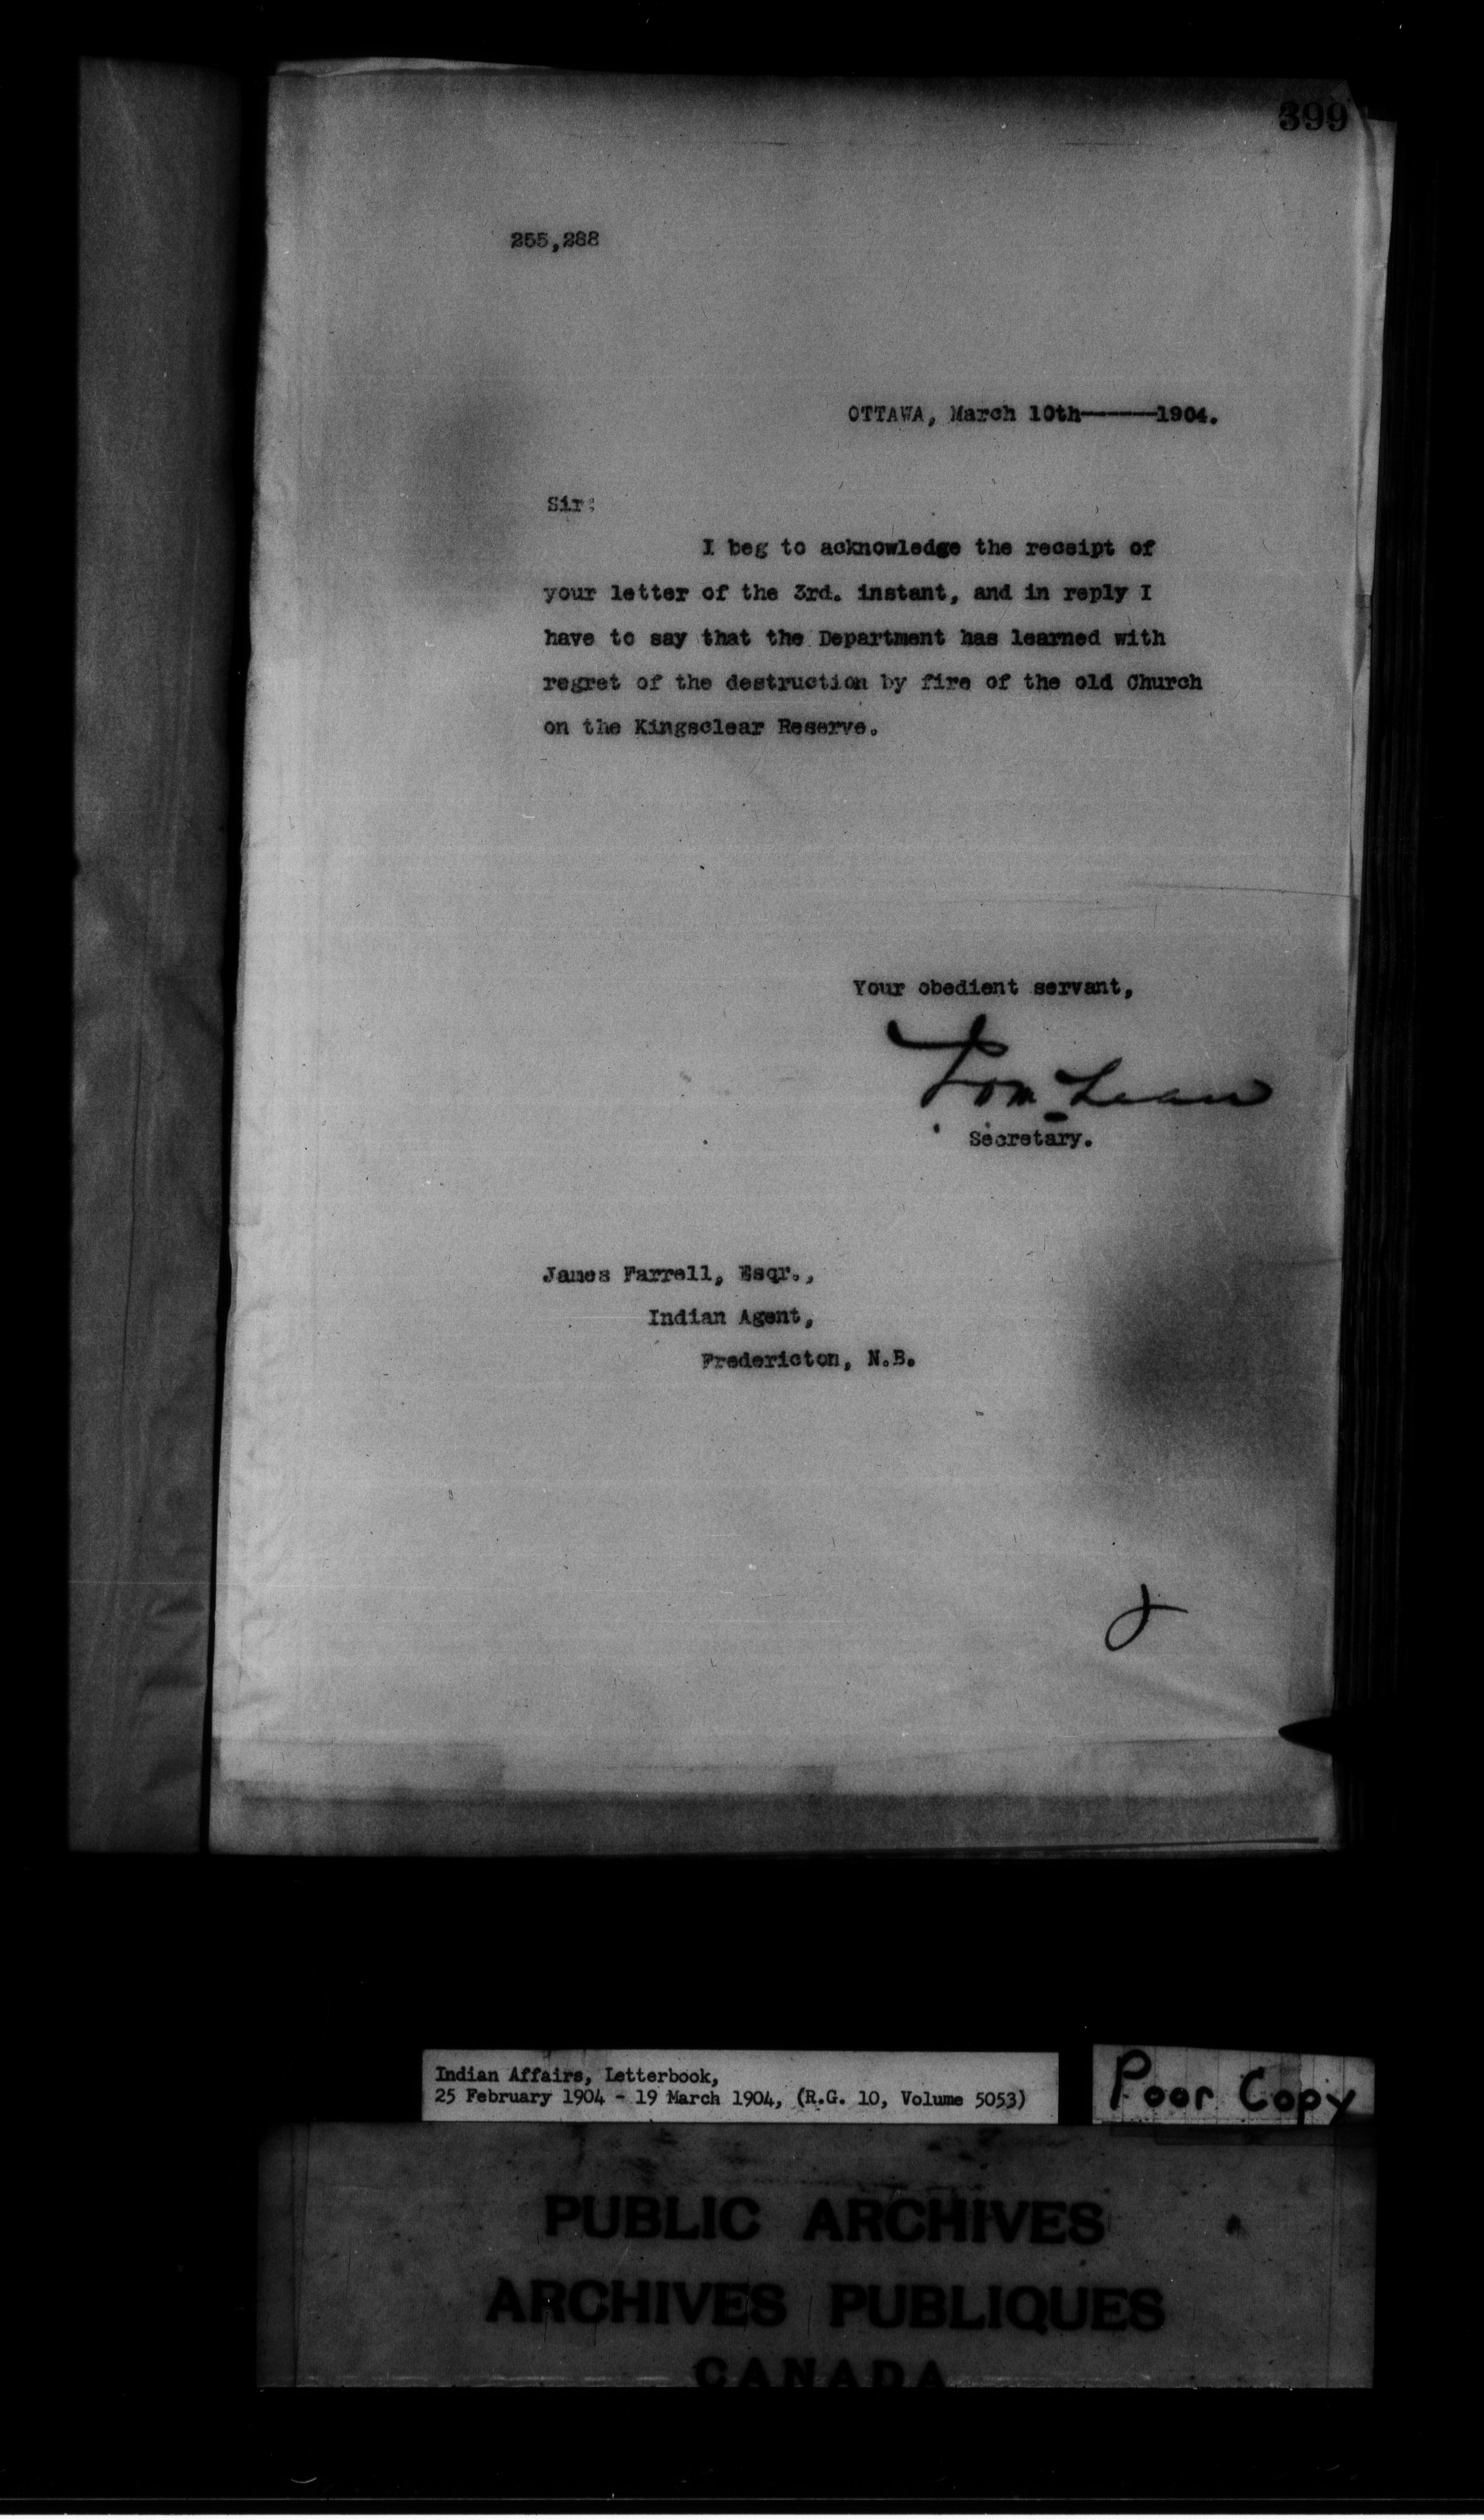 399
255,288
OTTAWA, March 10th———1904.
Sir:
I beg to acknowledge the receipt of
your letter of the 3rd. instant, and in reply I
have to say that the Department has learned with
regret of the destruction by fire of the old Church
on the Kingsclear Reserve.
Your obedient servant,
Secretary.
James Farrell, Esqr.,
Indian Agent,
Fredericton, N.B.
Indian Affairs, Letterbook,
25 February 1904 - 19 March 1904, (R.G. 10, Volume 5053)
Poor Copy
PUBLIC ARCHIVES
ARCHIVES PUBLIQUES
CANADA